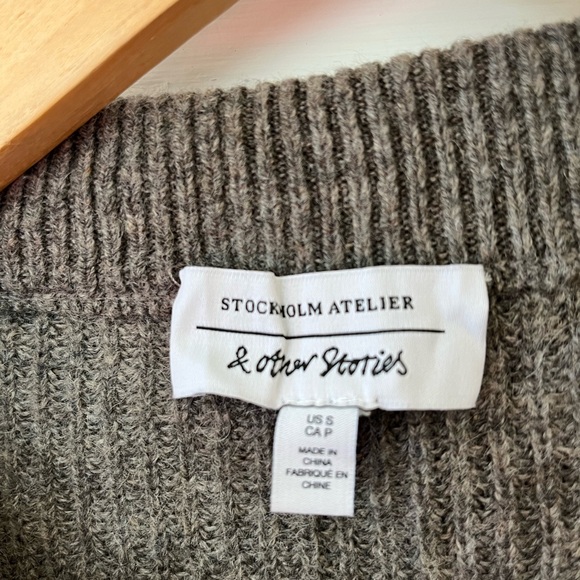 STOCKHOLM ATELIER
& other Stories
US S
CA P
MADE IN
CHINA
FABRIQUÉ EN
CHINE